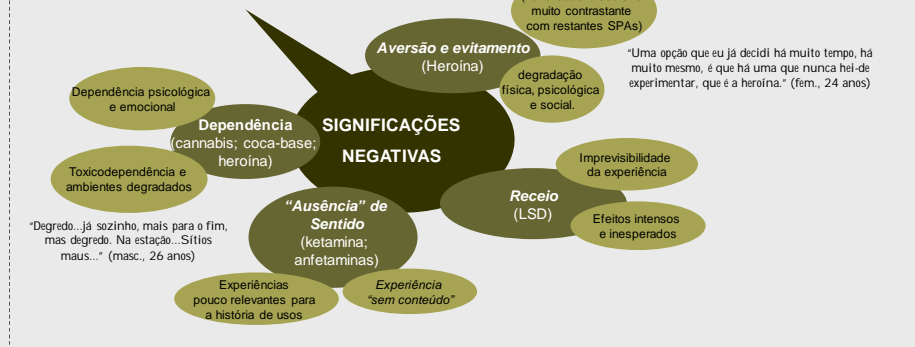 muito contrastante
com restantes SPAs)
Aversão e evitamento
(Heroína)
"Uma opção que eu já decidi há muito tempo, há
muito mesmo, é que há uma que nunca hei-de
experimentar, que é a heroína." (fem., 24 anos)
degradação
física, psicológica
e social.
Dependência psicológica
e emocional
Dependência
(cannabis; coca-base;
heroína)
SIGNIFICAÇÕES
NEGATIVAS
Toxicodependência e
ambientes degradados
"Degredo...já sozinho, mais para o fim,
mas degredo. Na estação...Sítios
maus..." (masc., 26 anos)
Imprevisibilidade
da experiência
Receio
(LSD)
Efeitos intensos
e inesperados
"Ausência" de
Sentido
(ketamina;
anfetaminas)
Experiências
pouco relevantes para
a história de usos
Experiência
"sem conteúdo"